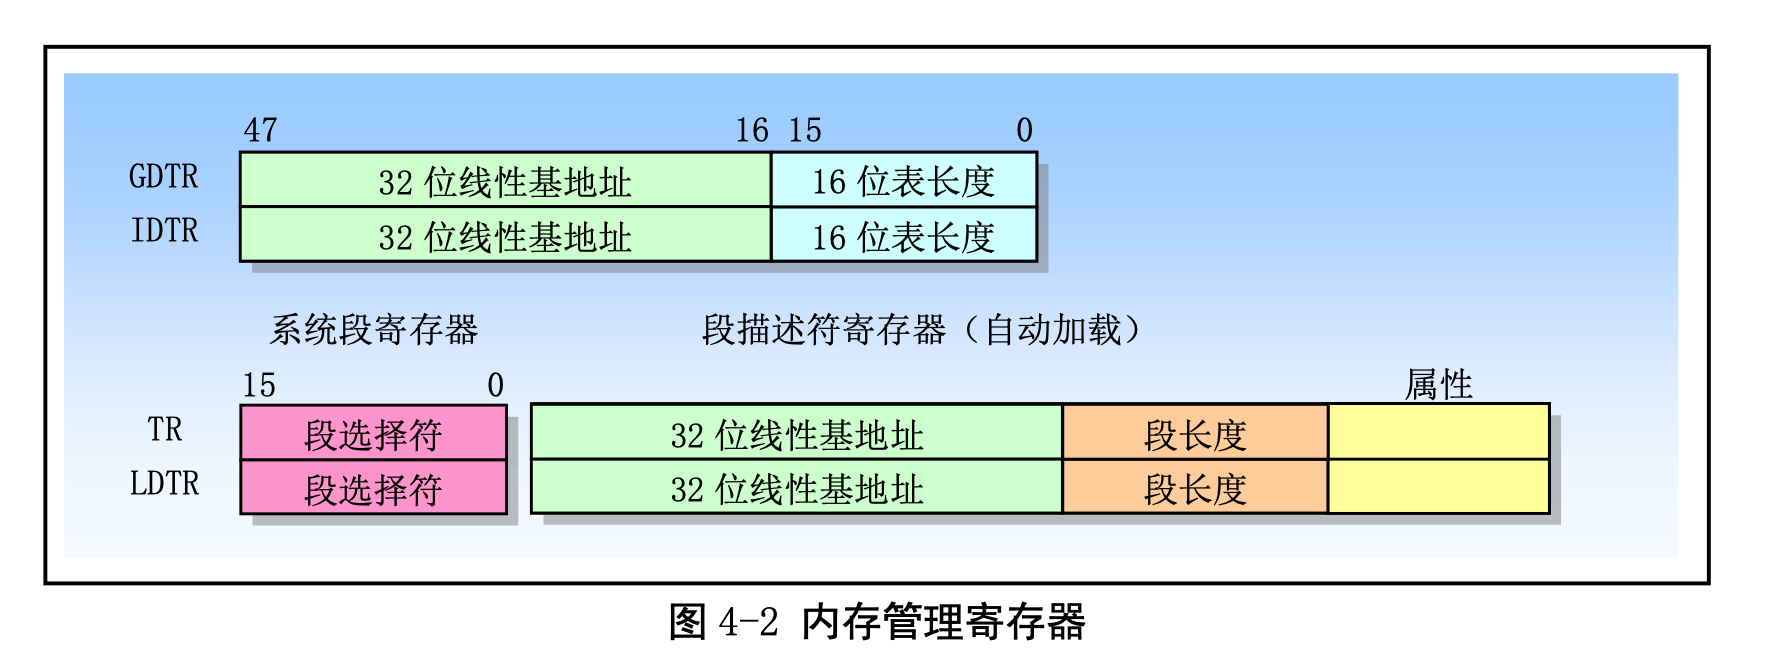 47 16 15 0
GDTR 32 位线性基地址 16 位表长度
IDTR 32 位线性基地址 16 位表长度
系统段寄存器 段描述符寄存器（自动加载）
15 0 属性
TR 段选择符 32 位线性基地址 段长度
LDTR 段选择符 32 位线性基地址 段长度
图 4-2 内存管理寄存器